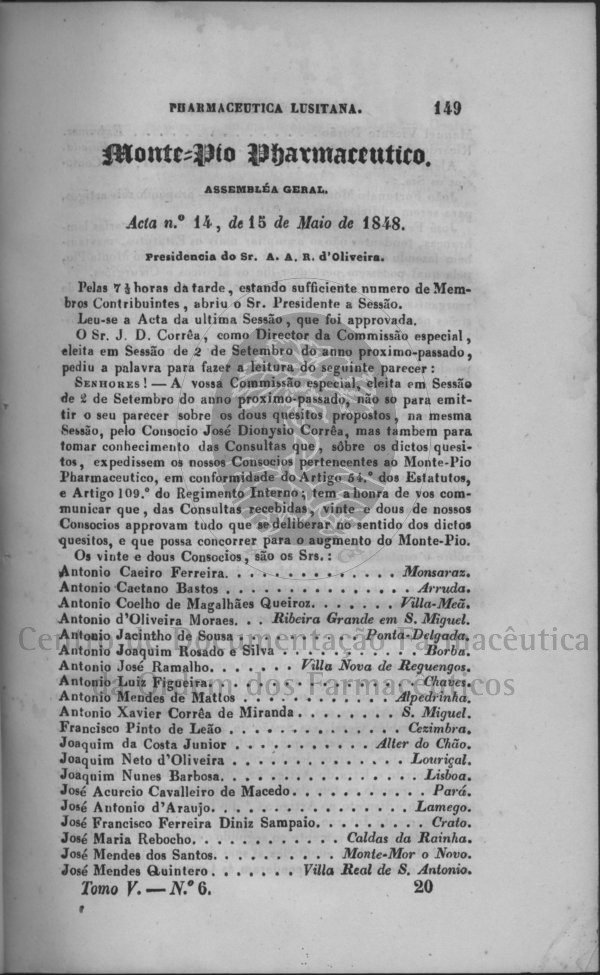 PHARMACEUTICA LUSITANA. 149
Monte-Pio Pharmaceutico.
ASSEMBLÉA GERAL.
Acta n.º 14, de 15 de Maio de 1848.
Presidencia do Sr. A. A. R. d'Oliveira.
Pelas 7 ½ horas da tarde, estando sufficiente numero de Mem-
bros Contribuintes, abriu o Sr. Presidente a Sessão.
Leu-se a Acta da ultima Sessão, que foi approvada.
O Sr. J. D. Corrêa, como Director da Commissão especial,
eleita em Sessão de 2 de Setembro do anno proximo-passado,
pediu a palavra para fazer a leitura do seguinte parecer:
SENHORES! — A vossa Commissão especial, eleita em Sessão
de 2 de Setembro do anno proximo-passado, não so para emit-
tir o seu parecer sobre os dous quesitos propostos, na mesma
Sessão, pelo Consocio José Dionysio Corrêa, mas tambem para
tomar conhecimento das Consultas que, sôbre os dictos quesi-
tos, expedissem os nossos Consocios pertencentes ao Monte-Pio
Pharmaceutico, em conformidade do Artigo 54.º dos Estatutos,
e Artigo 109.º do Regimento Interno; tem a honra de vos com-
municar que, das Consultas recebidas, vinte e dous de nossos
Consocios approvam tudo que se deliberar no sentido dos dictos
quesitos, e que possa concorrer para o augmento do Monte-Pio.
Os vinte e dous Consocios, são os Srs.:
Antonio Caeiro Ferreira. . . . . . . . . . . . . . Monsaraz.
Antonio Caetano Bastos . . . . . . . . . . . . . . Arruda.
Antonio Coelho de Magalhães Queiroz. . . . . . . Villa-Meã.
Antonio d'Oliveira Moraes. . . Ribeira Grande em S. Miguel.
Antonio Jacintho de Sousa . . . . . . . . . Ponta-Delgada.
Antonio Joaquim Rosado e Silva . . . . . . . . . . . Borba.
Antonio José Ramalho. . . . . . . Villa Nova de Reguengos.
Antonio Luiz Figueira. . . . . . . . . . . . . . . Chaves.
Antonio Mendes de Mattos . . . . . . . . . . . . Alpedrinha.
Antonio Xavier Corrêa de Miranda . . . . . . . . S. Miguel.
Francisco Pinto de Leão . . . . . . . . . . . . . Cezimbra.
Joaquim da Costa Junior . . . . . . . . . . Alter do Chão.
Joaquim Neto d'Oliveira . . . . . . . . . . . . . Louriçal.
Joaquim Nunes Barbosa. . . . . . . . . . . . . . . Lisboa.
José Acurcio Cavalleiro de Macedo. . . . . . . . . . . Pará.
José Antonio d'Araujo. . . . . . . . . . . . . . . Lamego.
José Francisco Ferreira Diniz Sampaio. . . . . . . . Crato.
José Maria Rebocho. . . . . . . . . . . Caldas da Rainha.
José Mendes dos Santos. . . . . . . . . . Monte-Mor o Novo.
José Mendes Quintero . . . . . . . Villa Real de S. Antonio.
Tomo V. — N.º 6. 20